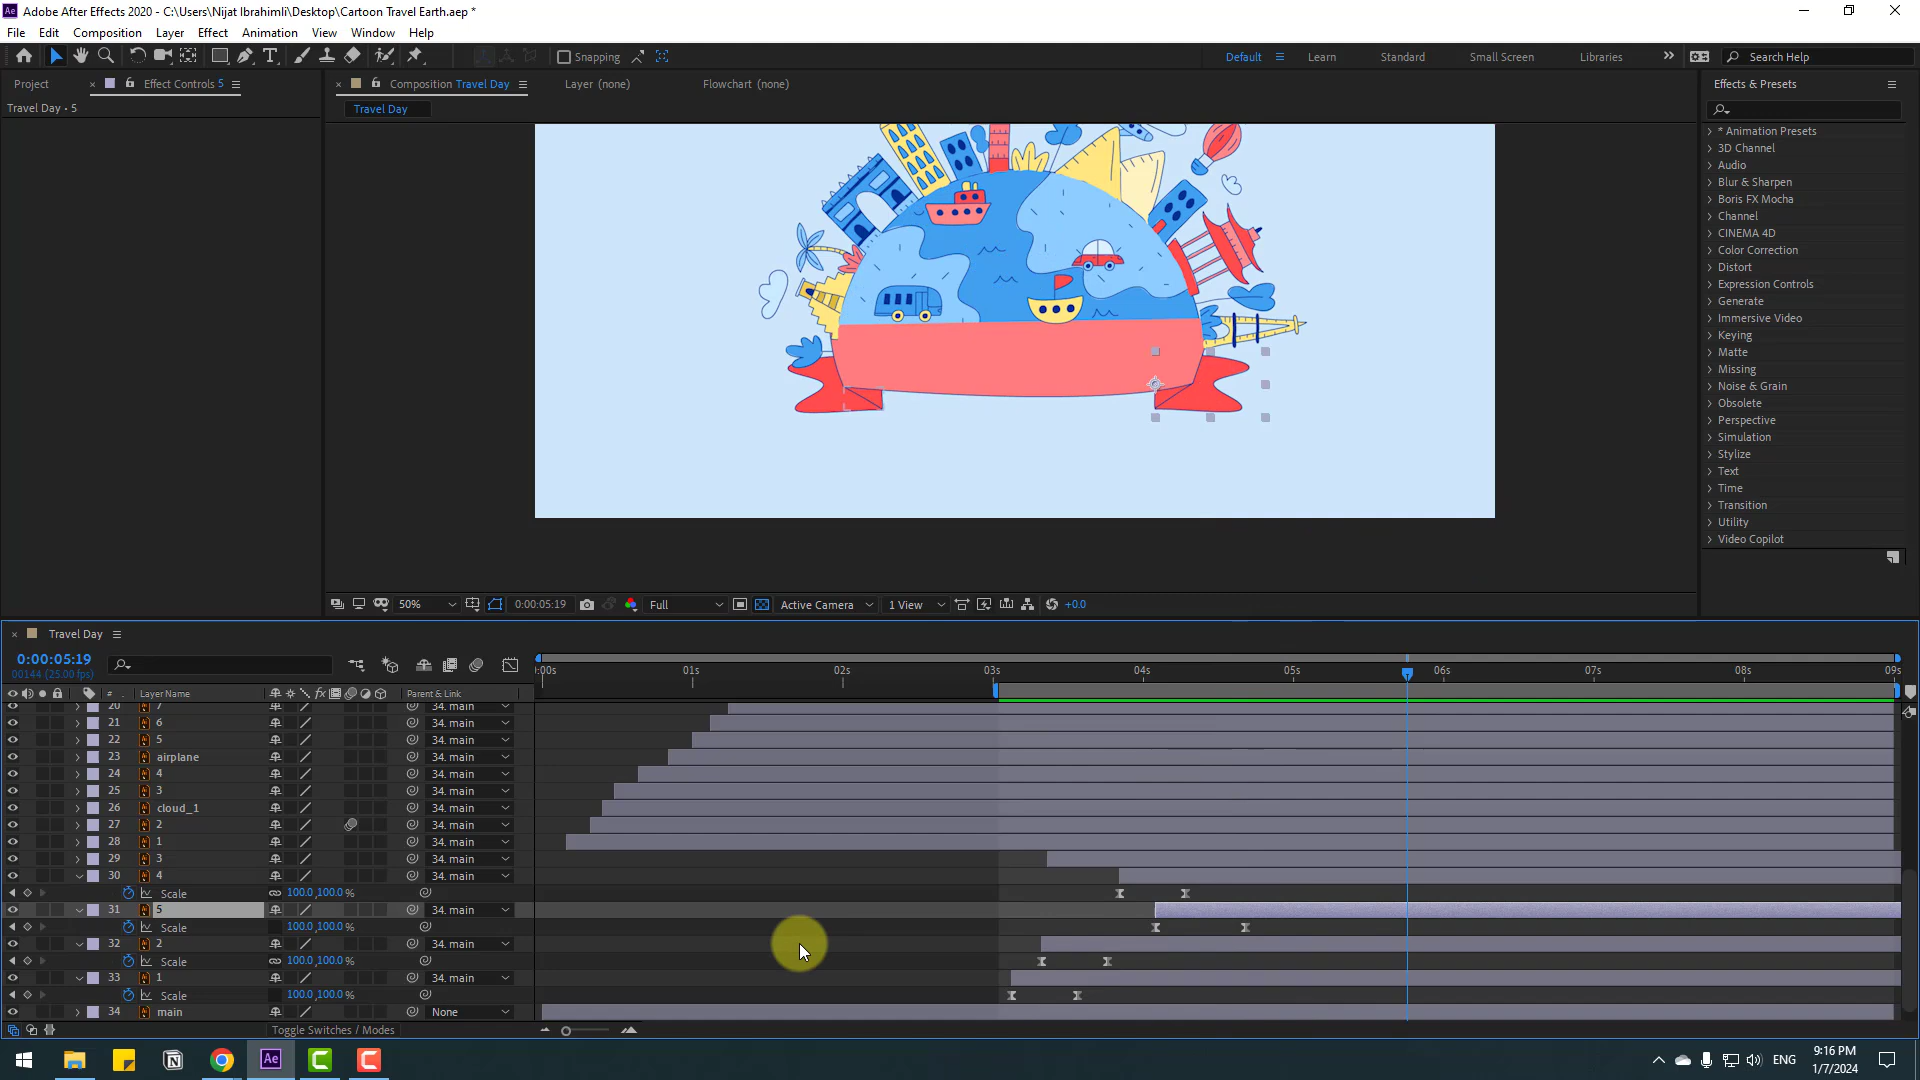 Ae Adobe After Effects 2020 - C:\Users\Nijat Ibrahimli\Desktop\Cartoon Travel Earth.aep *
File Edit Composition Layer Effect Animation View Window Help
Snapping Default Learn Standard Small Screen Libraries Search Help
Project Effect Controls 5 Composition Travel Day Layer (none) Flowchart (none) Effects & Presets
Travel Day • 5 Travel Day
* Animation Presets
3D Channel
Audio
Blur & Sharpen
Boris FX Mocha
Channel
CINEMA 4D
Color Correction
Distort
Expression Controls
Generate
Immersive Video
Keying
Matte
Missing
Noise & Grain
Obsolete
Perspective
Simulation
Stylize
Text
Time
Transition
Utility
Video Copilot
50% 0:00:05:19 Full Active Camera 1 View +0.0
Travel Day
0:00:05:19
00144 (25.00 fps)
:00s 01s 02s 03s 04s 05s 06s 07s 08s 09s
# Layer Name fx Parent & Link
20 7 34. main
21 6 34. main
22 5 34. main
23 airplane 34. main
24 4 34. main
25 3 34. main
26 cloud_1 34. main
27 2 34. main
28 1 34. main
29 3 34. main
30 4 34. main
Scale 100.0,100.0%
31 5 34. main
Scale 100.0,100.0%
32 2 34. main
Scale 100.0,100.0%
33 1 34. main
Scale 100.0,100.0%
34 main None
Toggle Switches / Modes
Ae ENG 9:16 PM
1/7/2024